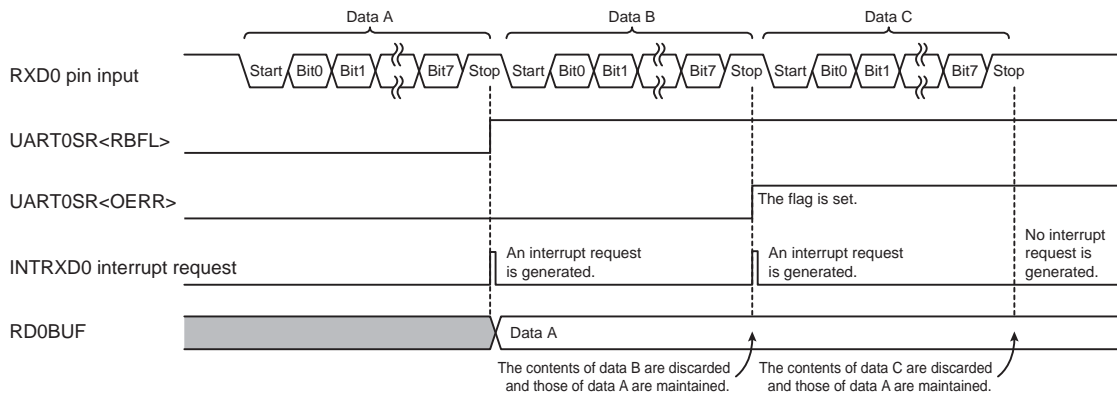 Data A Data B Data C
RXD0 pin input Start Bit0 Bit1 Bit7 Stop Start Bit0 Bit1 Bit7 Stop Start Bit0 Bit1 Bit7 Stop
UART0SR<RBFL>
UART0SR<OERR> The flag is set.
INTRXD0 interrupt request
An interrupt request
is generated.
An interrupt request
is generated.
No interrupt
request is
generated.
RD0BUF Data A
The contents of data B are discarded
and those of data A are maintained.
The contents of data C are discarded
and those of data A are maintained.